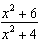 x² + 6
x² + 4